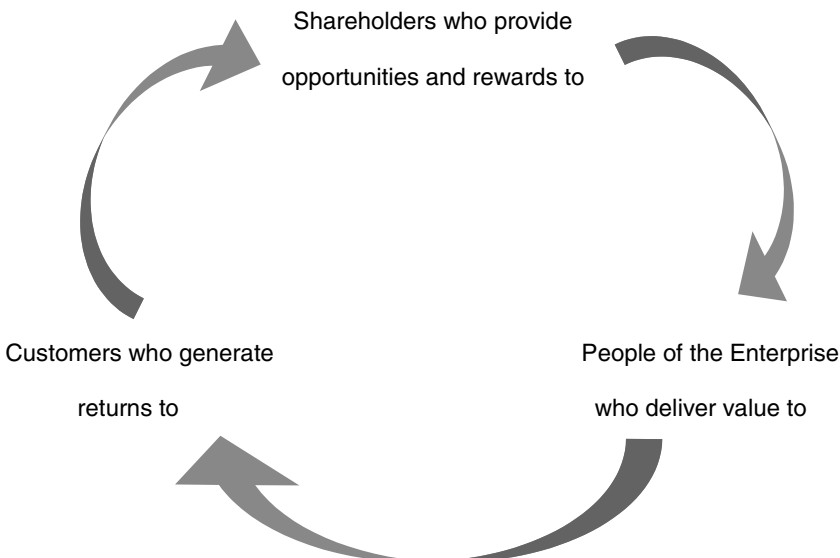 Shareholders who provide
opportunities and rewards to
People of the Enterprise
who deliver value to
Customers who generate
returns to